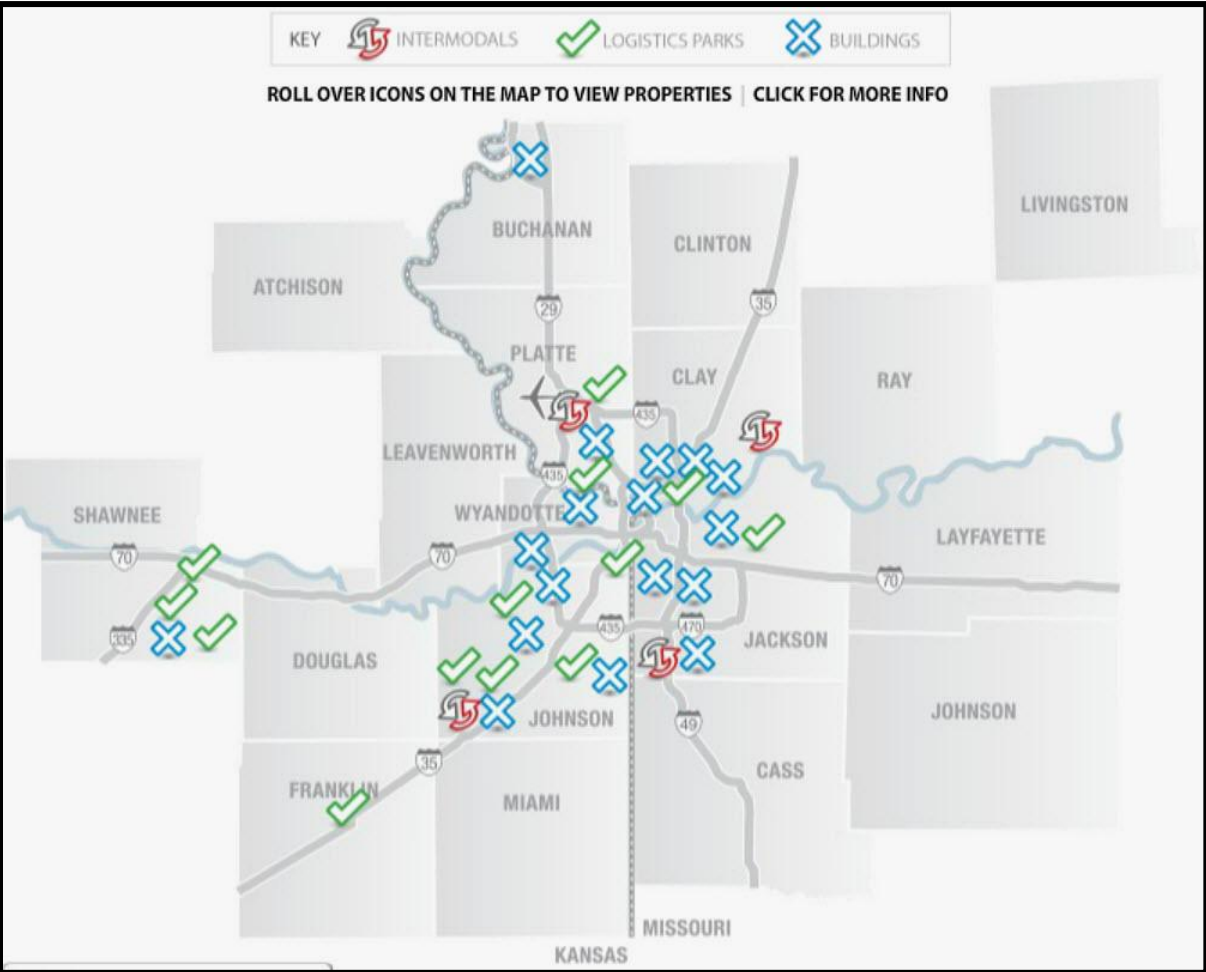 KEY INTERMODALS LOGISTICS PARKS BUILDINGS
ROLL OVER ICONS ON THE MAP TO VIEW PROPERTIES | CLICK FOR MORE INFO
LIVINGSTON
BUCHANAN
CLINTON
ATCHISON
29
35
PLATTE
CLAY
RAY
435
LEAVENWORTH
435
SHAWNEE
WYANDOTTE
LAYFAYETTE
70
70
70
335
435
470
JACKSON
DOUGLAS
JOHNSON
JOHNSON
49
35
CASS
FRANKLIN
MIAMI
MISSOURI
KANSAS